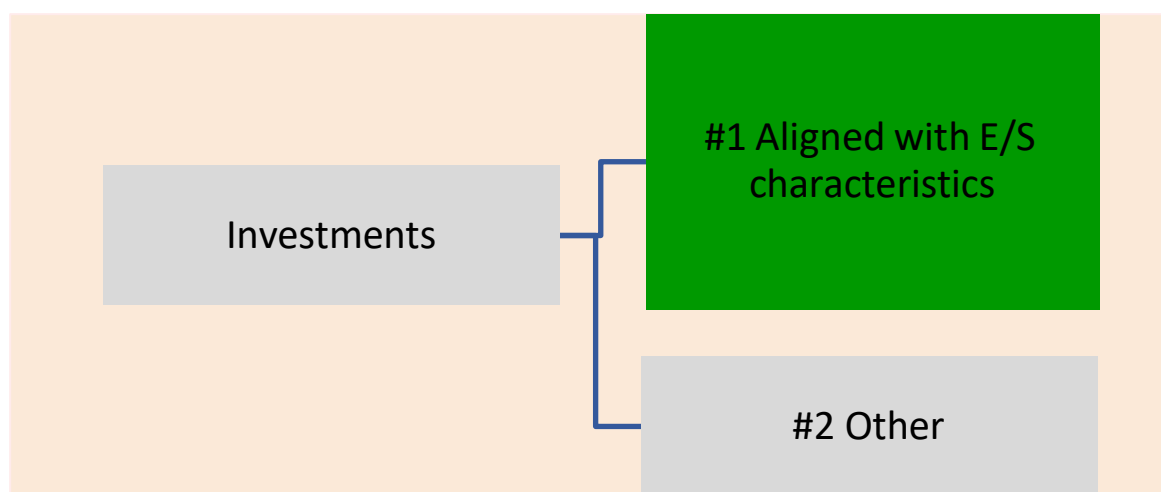 #1 Aligned with E/S
characteristics
Investments
#2 Other